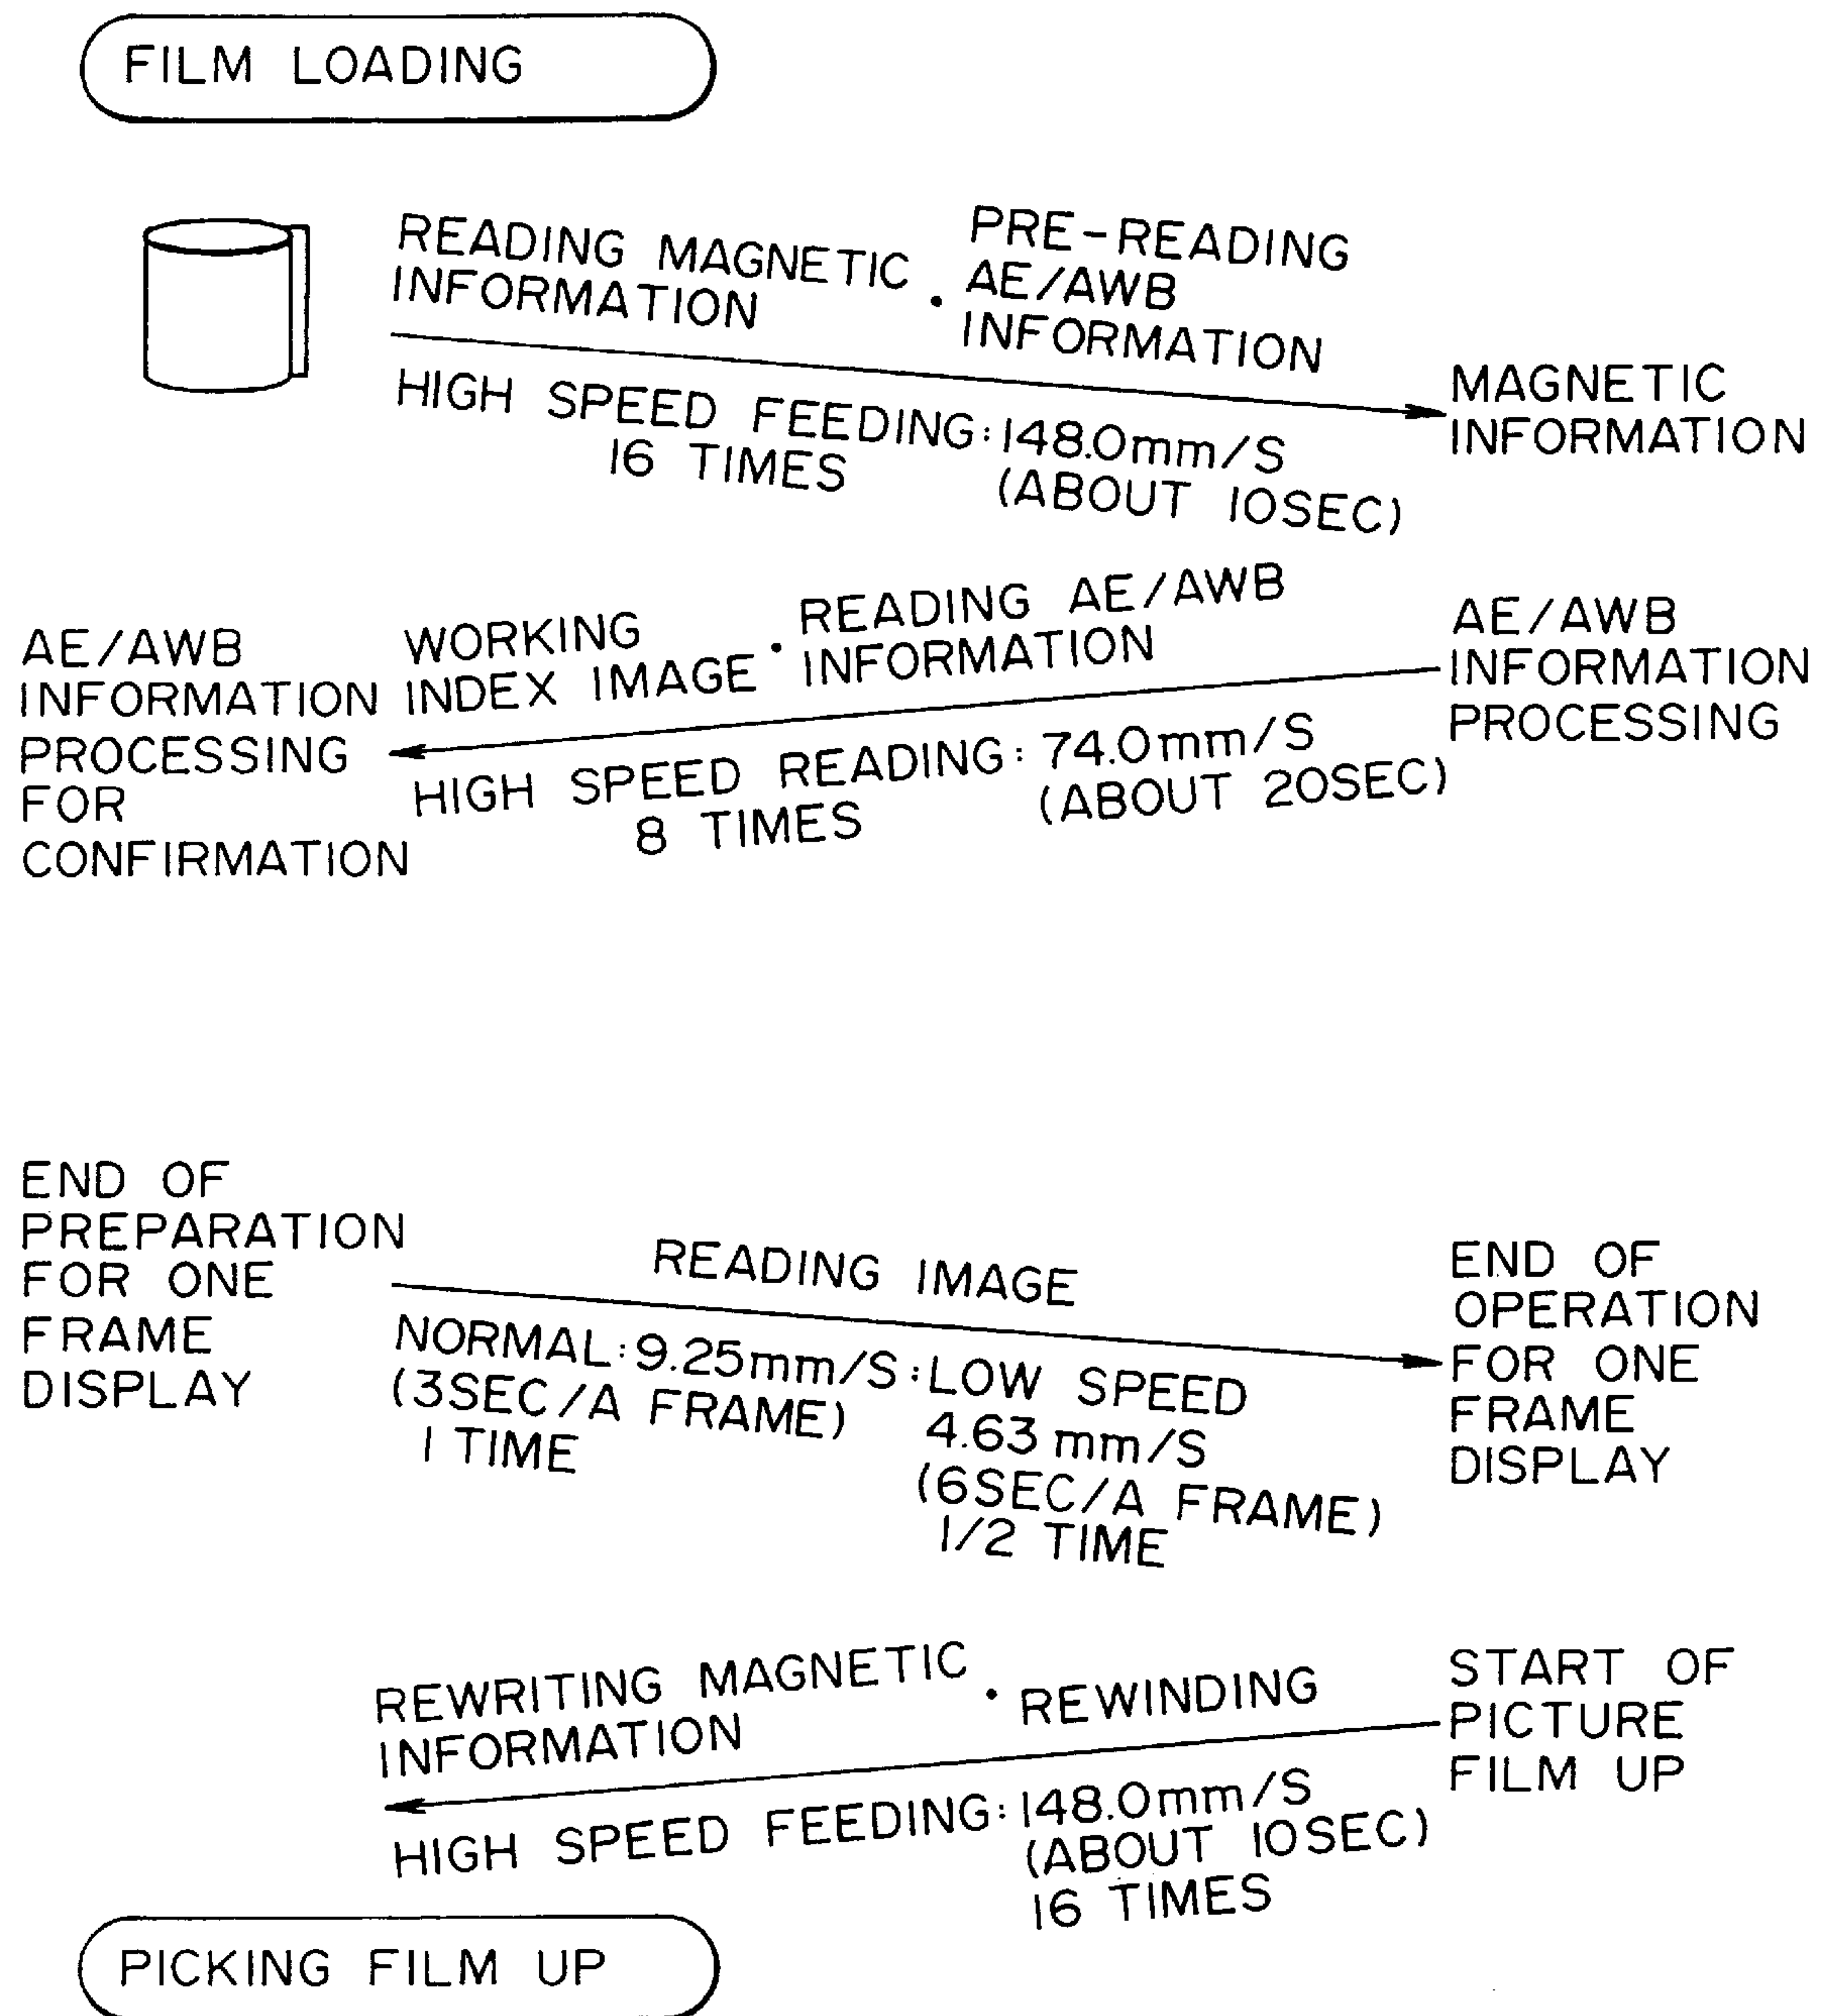 FILM LOADING
READING MAGNETIC
INFORMATION
·
PRE-READING
AE/AWB
INFORMATION
HIGH SPEED FEEDING:148.0mm/S
16 TIMES
(ABOUT 10SEC)
MAGNETIC
INFORMATION
AE/AWB
INFORMATION
PROCESSING
FOR
CONFIRMATION
WORKING
INDEX IMAGE
·
READING AE/AWB
INFORMATION
HIGH SPEED READING: 74.0mm/S
8 TIMES
(ABOUT 20SEC)
AE/AWB
INFORMATION
PROCESSING
END OF
PREPARATION
FOR ONE
FRAME
DISPLAY
READING IMAGE
NORMAL:9.25mm/S:LOW SPEED
(3SEC/A FRAME)
1 TIME
4.63mm/S
(6SEC/A FRAME)
1/2 TIME
END OF
OPERATION
FOR ONE
FRAME
DISPLAY
REWRITING MAGNETIC
INFORMATION
· REWINDING
HIGH SPEED FEEDING:148.0mm/S
(ABOUT 10SEC)
16 TIMES
START OF
PICTURE
FILM UP
PICKING FILM UP